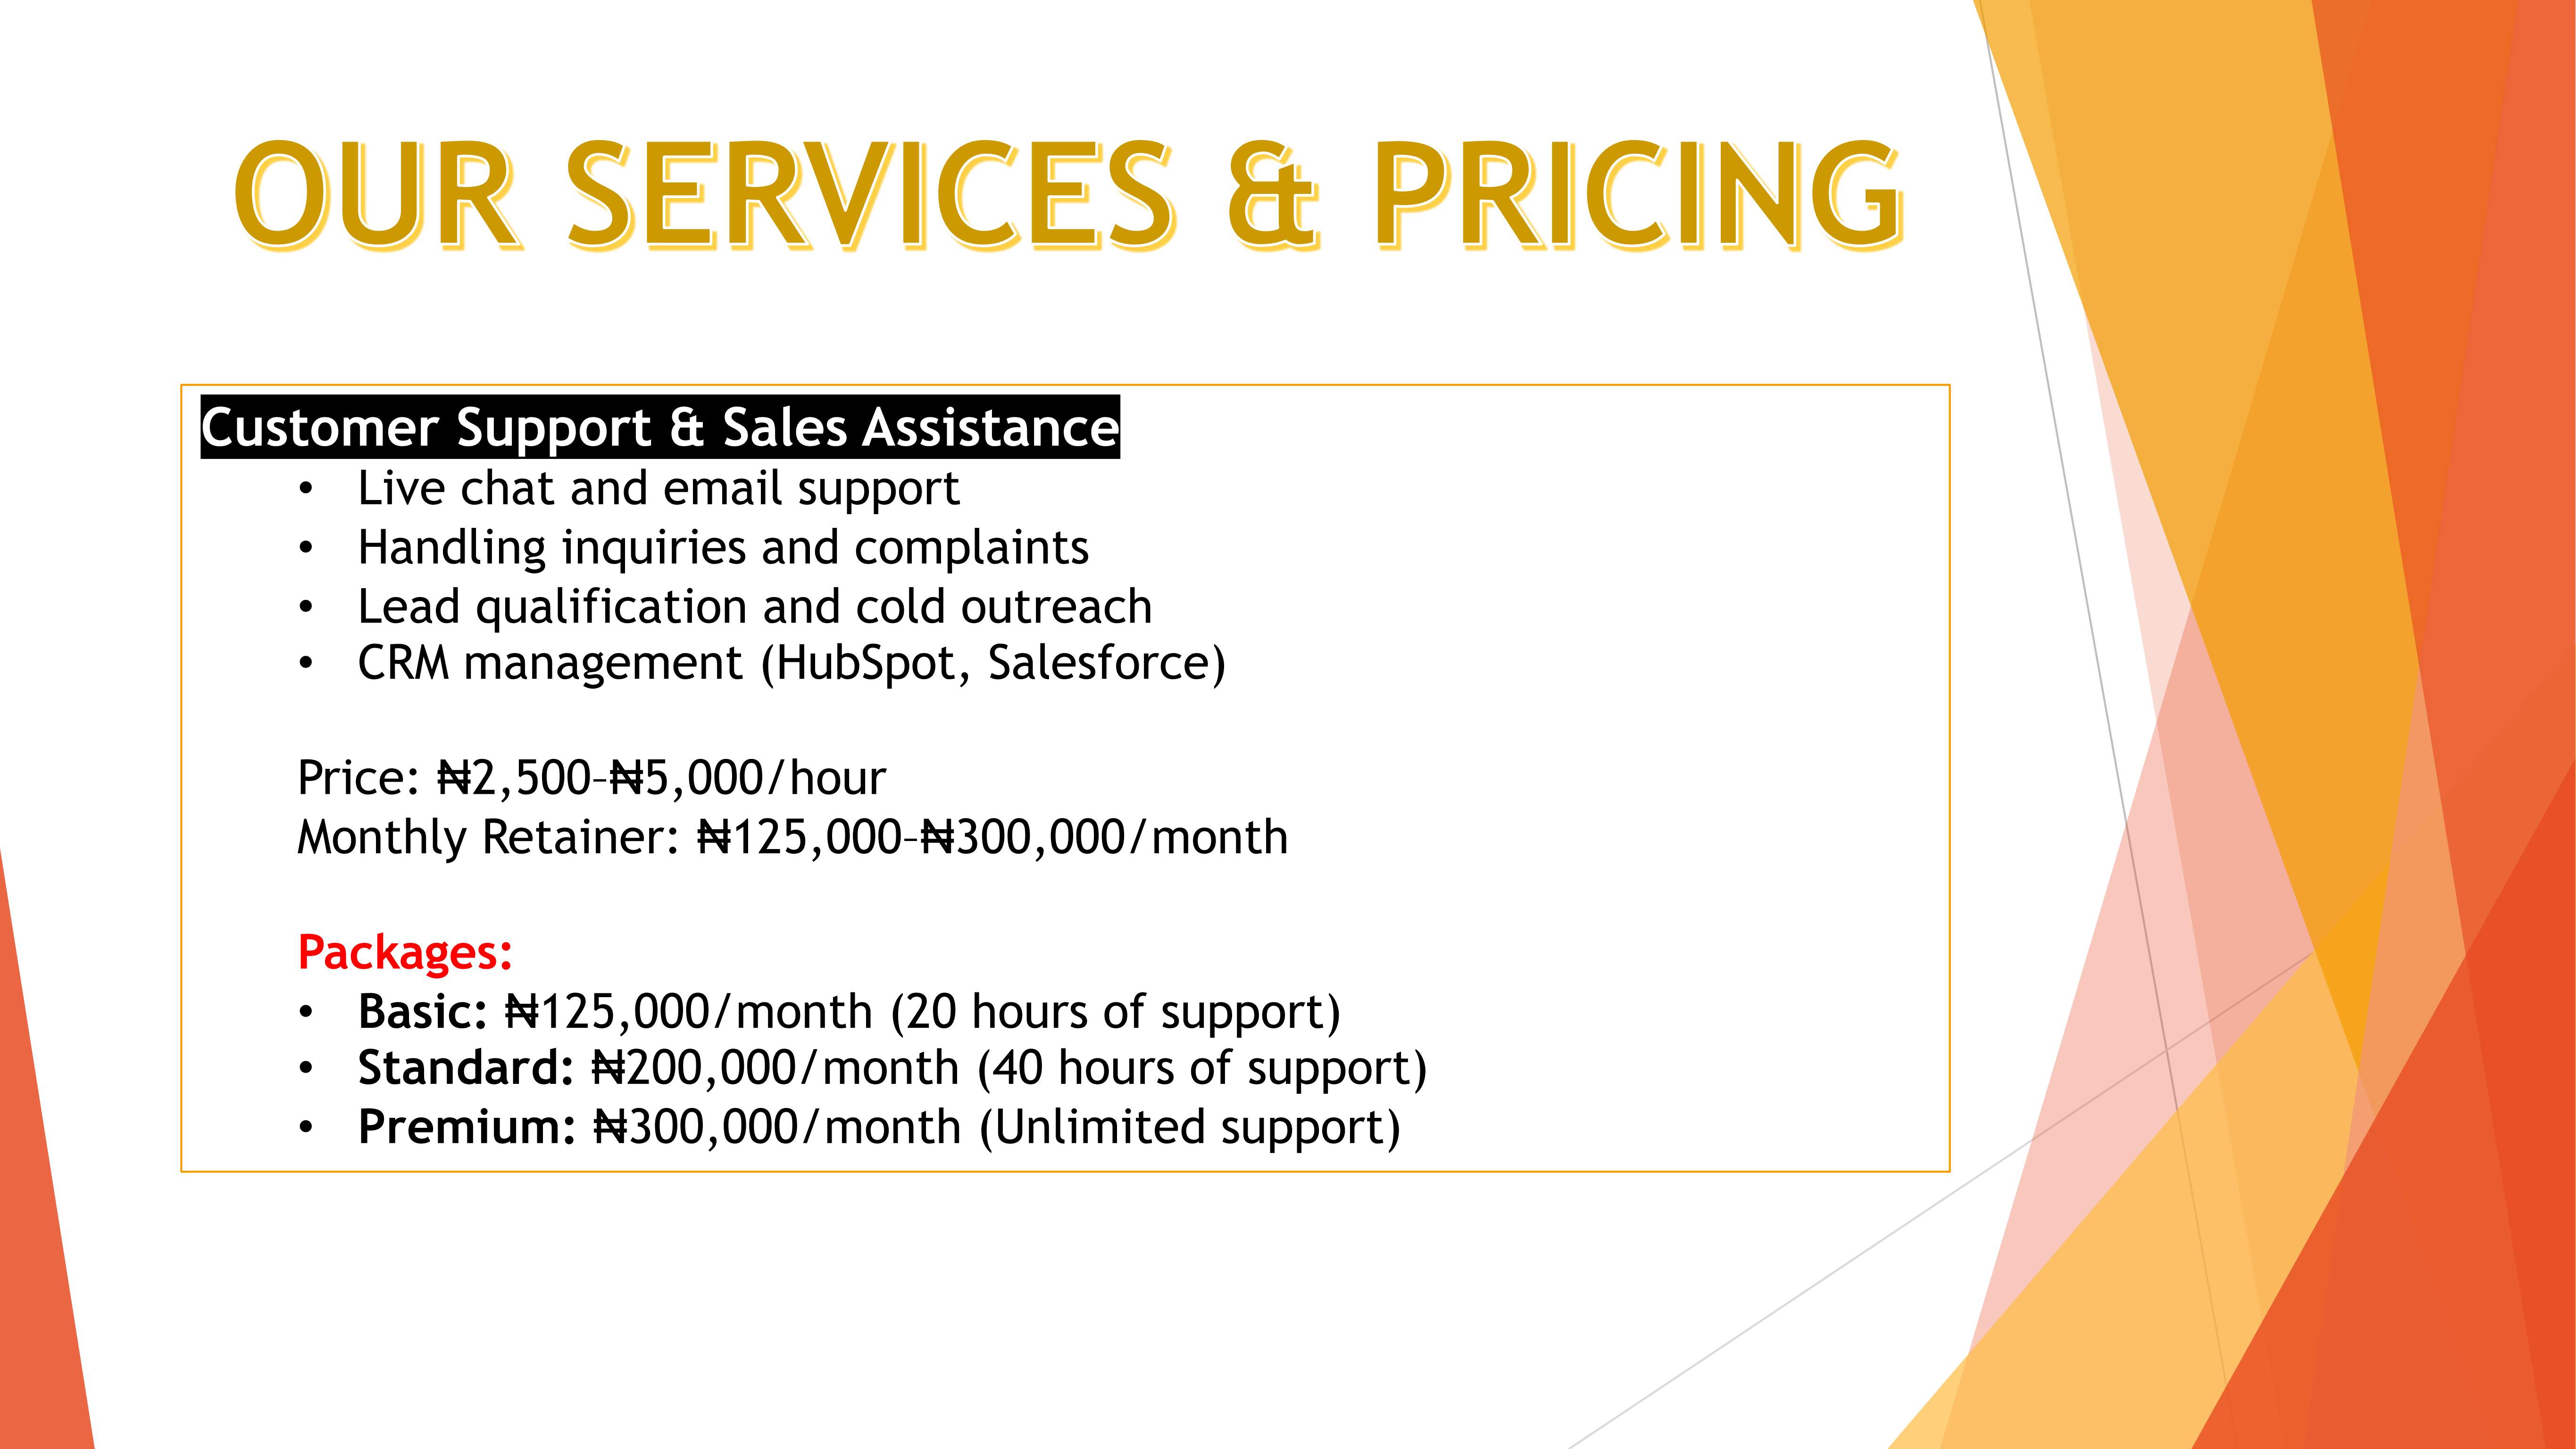 OUR SERVICES & PRICING
Customer Support & Sales Assistance
• Live chat and email support
• Handling inquiries and complaints
• Lead qualification and cold outreach
• CRM management (HubSpot, Salesforce)
Price: ₦2,500–₦5,000/hour
Monthly Retainer: ₦125,000–₦300,000/month
Packages:
• Basic: ₦125,000/month (20 hours of support)
• Standard: ₦200,000/month (40 hours of support)
• Premium: ₦300,000/month (Unlimited support)